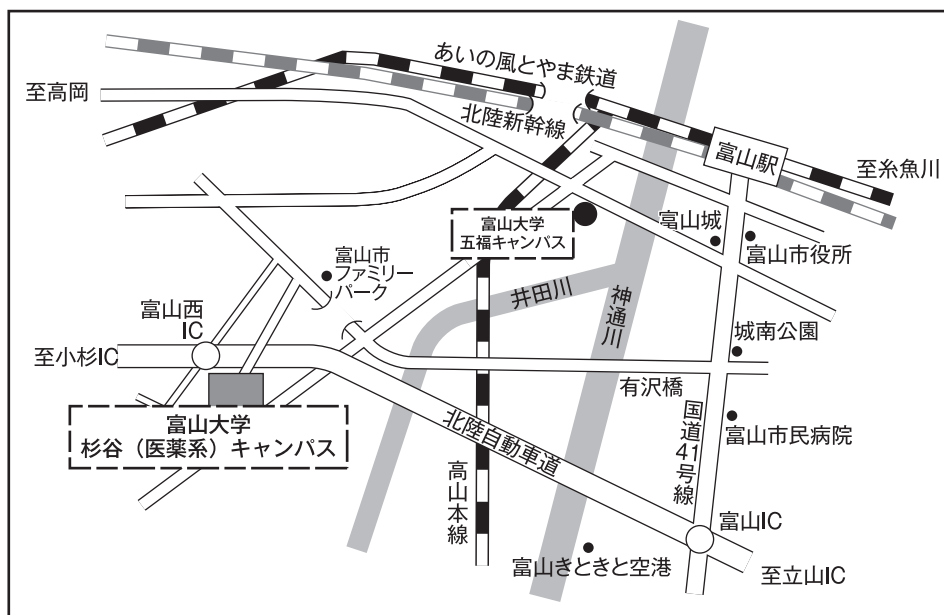 あいの風とやま鉄道
至高岡
北陸新幹線
富山駅
至糸魚川
富山大学
五福キャンパス
富山城
富山市役所
富山市
ファミリー
パーク
井田川
神通川
富山西
IC
城南公園
至小杉IC
有沢橋
富山大学
杉谷（医薬系）キャンパス
北陸自動車道
国道41号線
富山市民病院
高山本線
富山IC
富山きときと空港
至立山IC